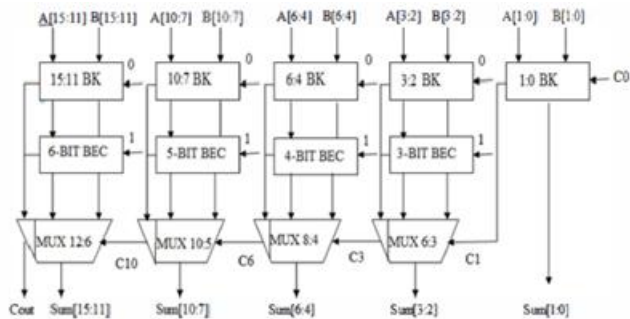 A[15:11] B[15:11] A[10:7] B[10:7] A[6:4] B[6:4] A[3:2] B[3:2] A[1:0] B[1:0]
0 0 0 0
15:11 BK 10:7 BK 6:4 BK 3:2 BK 1:0 BK C0
1 1 1 1
6-BIT BEC 5-BIT BEC 4-BIT BEC 3-BIT BEC
MUX 12:6 MUX 10:5 MUX 8:4 MUX 6:3
C10 C6 C3 C1
Cout Sum[15:11] Sum[10:7] Sum[6:4] Sum[3:2] Sum[1:0]